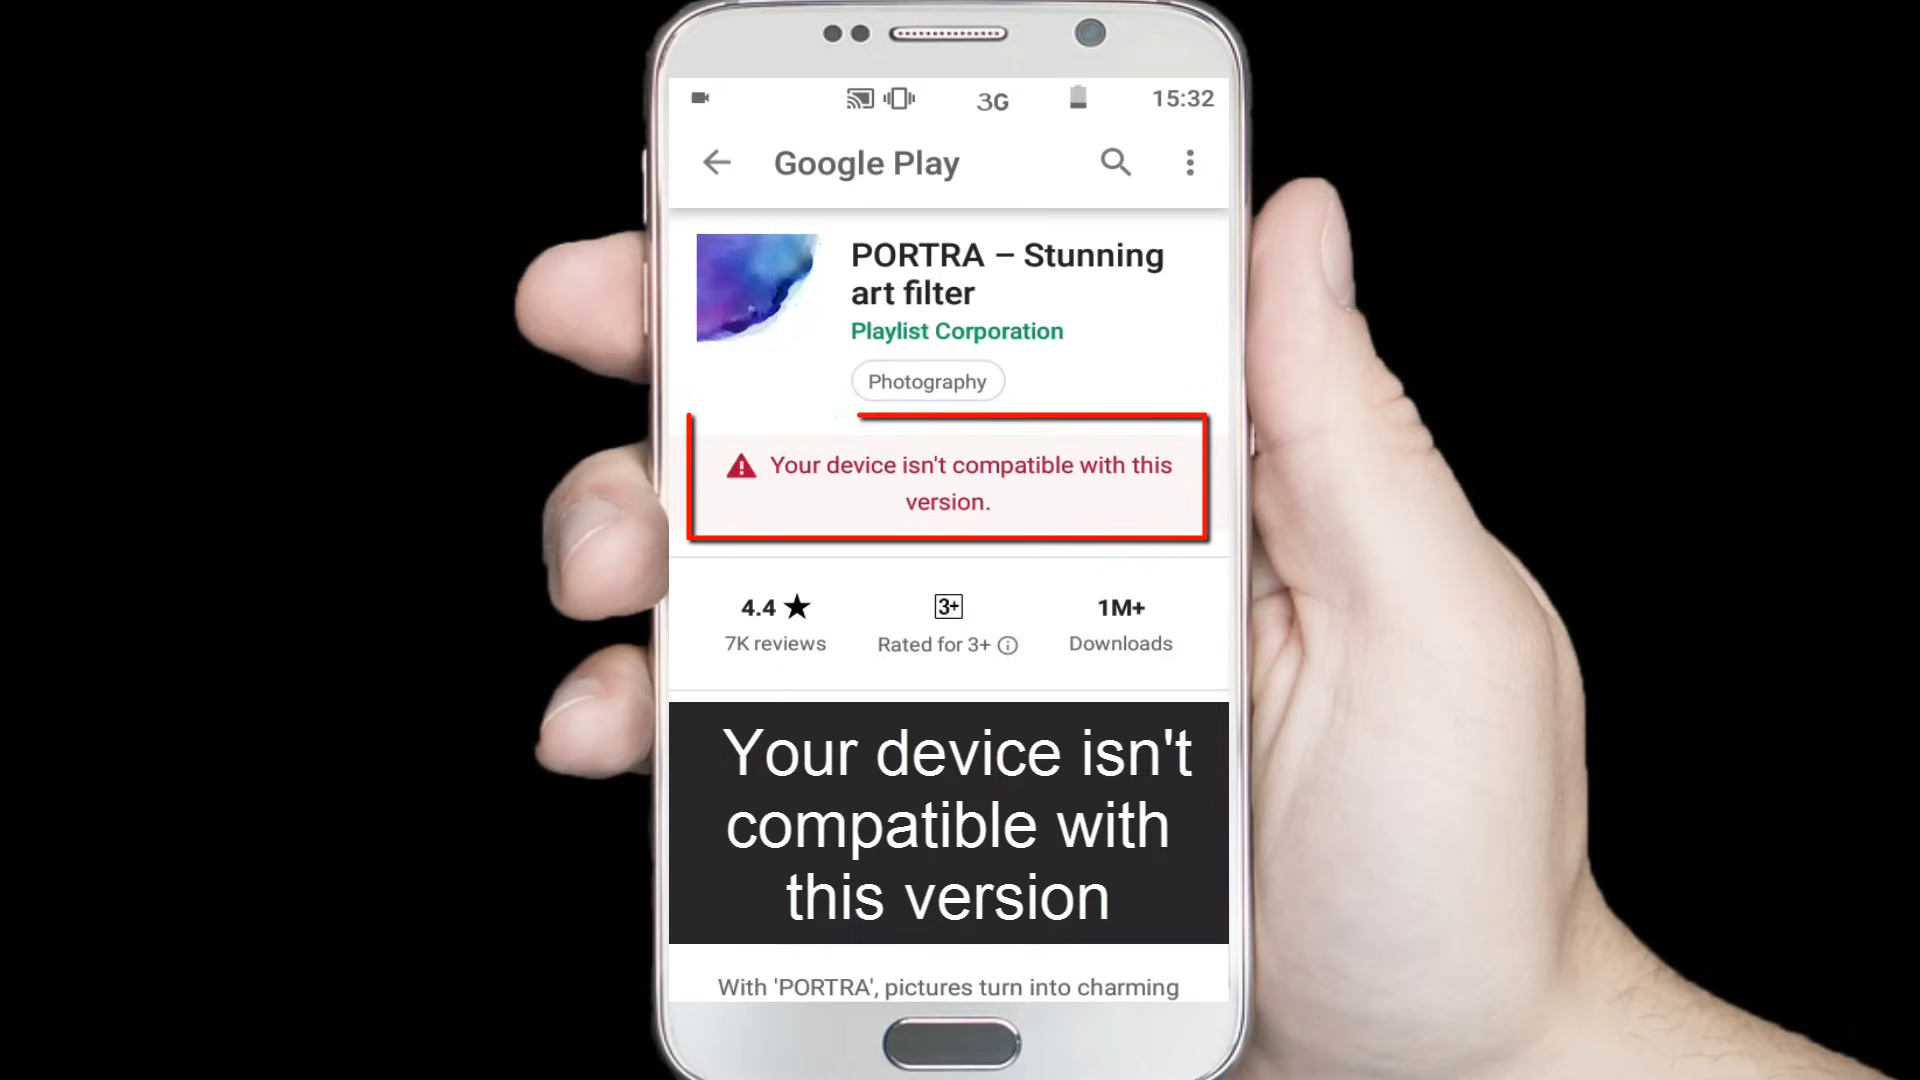 3G
15:32
Google Play
PORTRA – Stunning
art filter
Playlist Corporation
Photography
Your device isn't compatible with this
version.
4.4 ★
3+
1M+
7K reviews
Rated for 3+
Downloads
Your device isn't
compatible with
this version
With 'PORTRA', pictures turn into charming